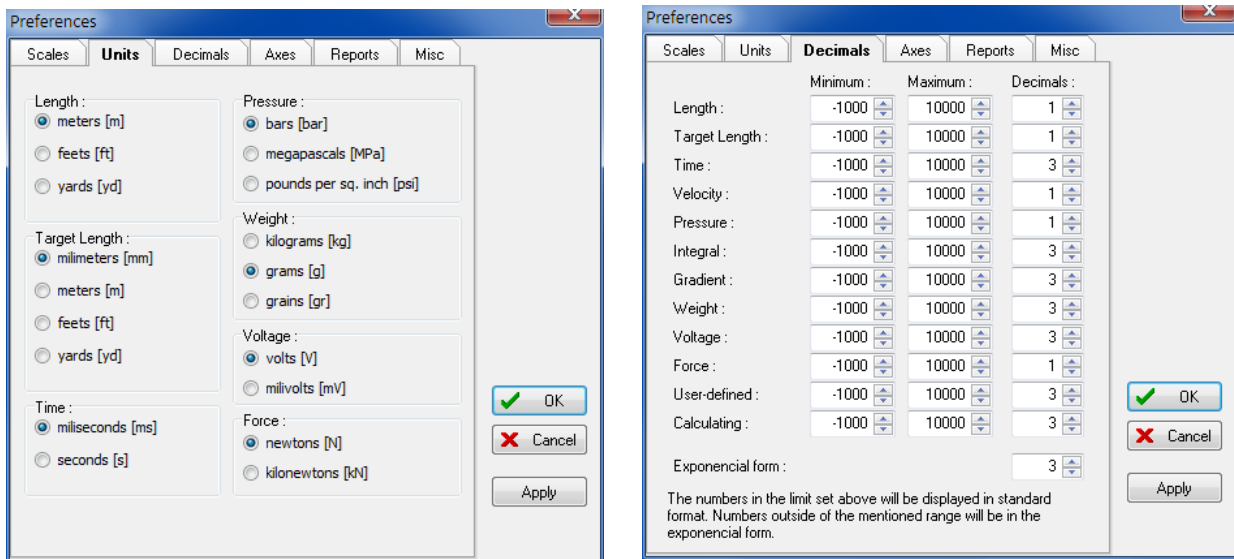 Preferences
Scales Units Decimals Axes Reports Misc
Length :
meters [m]
feets [ft]
yards [yd]
Target Length :
milimeters [mm]
meters [m]
feets [ft]
yards [yd]
Time :
miliseconds [ms]
seconds [s]
Pressure :
bars [bar]
megapascals [MPa]
pounds per sq. inch [psi]
Weight :
kilograms [kg]
grams [g]
grains [gr]
Voltage :
volts [V]
milivolts [mV]
Force :
newtons [N]
kilonewtons [kN]
OK
Cancel
Apply
Preferences
Scales Units Decimals Axes Reports Misc
Minimum : Maximum : Decimals :
Length : -1000 10000 1
Target Length : -1000 10000 1
Time : -1000 10000 3
Velocity : -1000 10000 1
Pressure : -1000 10000 1
Integral : -1000 10000 3
Gradient : -1000 10000 3
Weight : -1000 10000 3
Voltage : -1000 10000 3
Force : -1000 10000 1
User-defined : -1000 10000 3
Calculating : -1000 10000 3
Exponencial form : 3
The numbers in the limit set above will be displayed in standard
format. Numbers outside of the mentioned range will be in the
exponencial form.
OK
Cancel
Apply